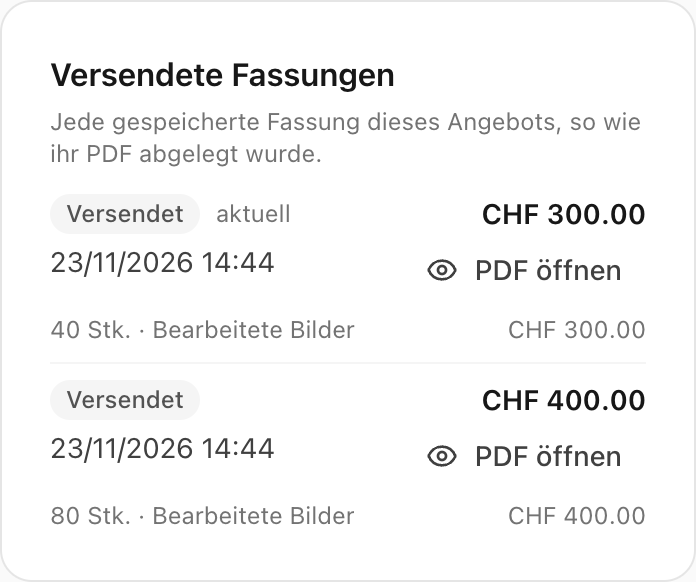 Versendete Fassungen
Jede gespeicherte Fassung dieses Angebots, so wie
ihr PDF abgelegt wurde.
Versendet aktuell CHF 300.00
23/11/2026 14:44 PDF öffnen
40 Stk. · Bearbeitete Bilder CHF 300.00
Versendet CHF 400.00
23/11/2026 14:44 PDF öffnen
80 Stk. · Bearbeitete Bilder CHF 400.00